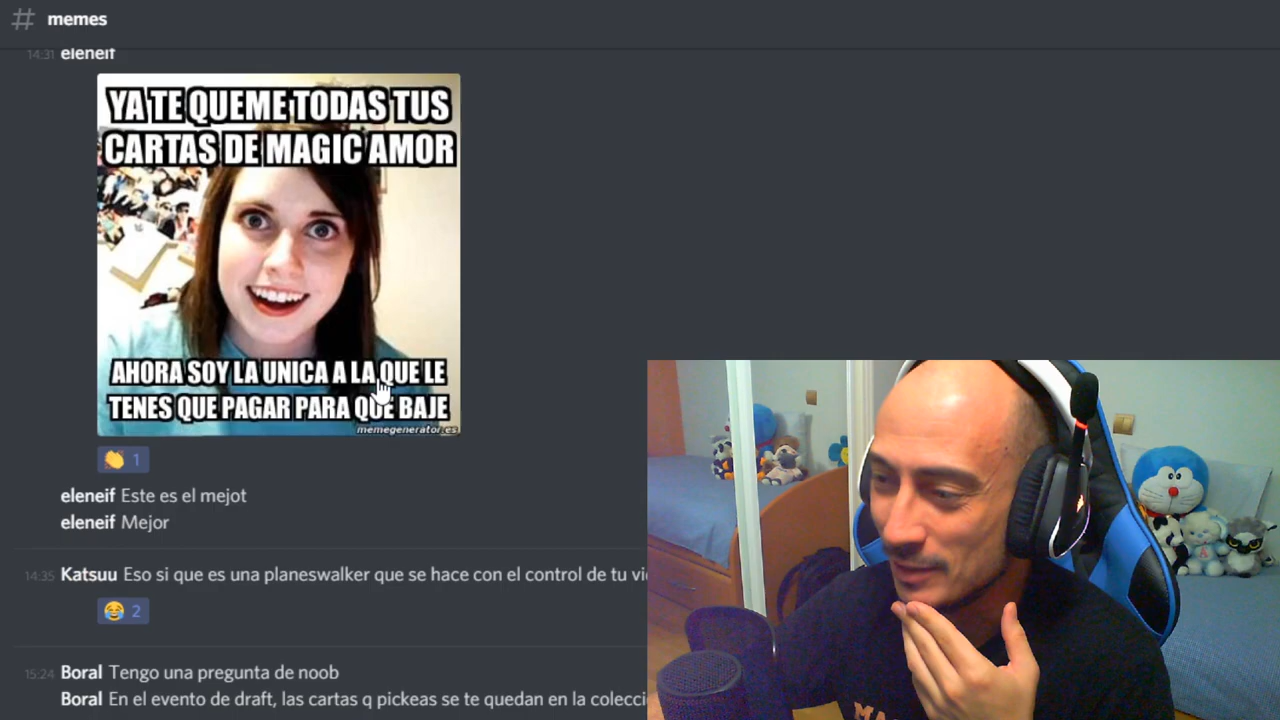 # memes
14:31 eleneif
YA TE QUEME TODAS TUS
CARTAS DE MAGIC AMOR
AHORA SOY LA UNICA A LA QUE LE
TENES QUE PAGAR PARA QUE BAJE
memegenerator.es
👏 1
eleneif Este es el mejot
eleneif Mejor
14:35 Katsuu Eso si que es una planeswalker que se hace con el control de tu
😂 2
15:24 Boral Tengo una pregunta de noob
Boral En el evento de draft, las cartas q pickeas se te quedan en la